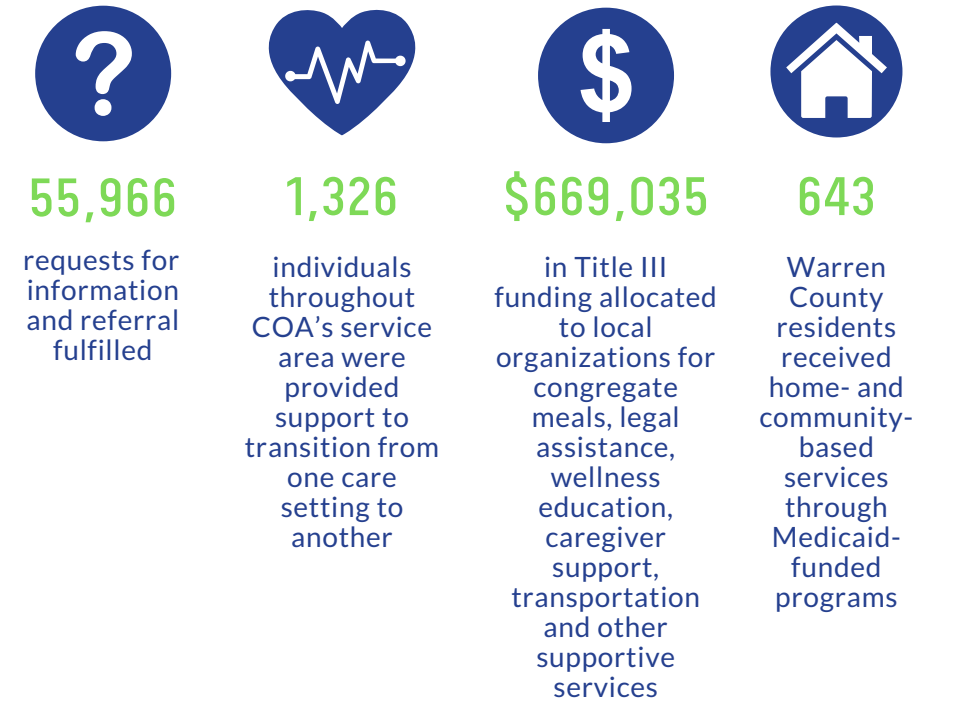 ?
$
55,966
requests for
information
and referral
fulfilled
1,326
individuals
throughout
COA’s service
area were
provided
support to
transition from
one care
setting to
another
$669,035
in Title III
funding allocated
to local
organizations for
congregate
meals, legal
assistance,
wellness
education,
caregiver
support,
transportation
and other
supportive
services
643
Warren
County
residents
received
home- and
community-
based
services
through
Medicaid-
funded
programs